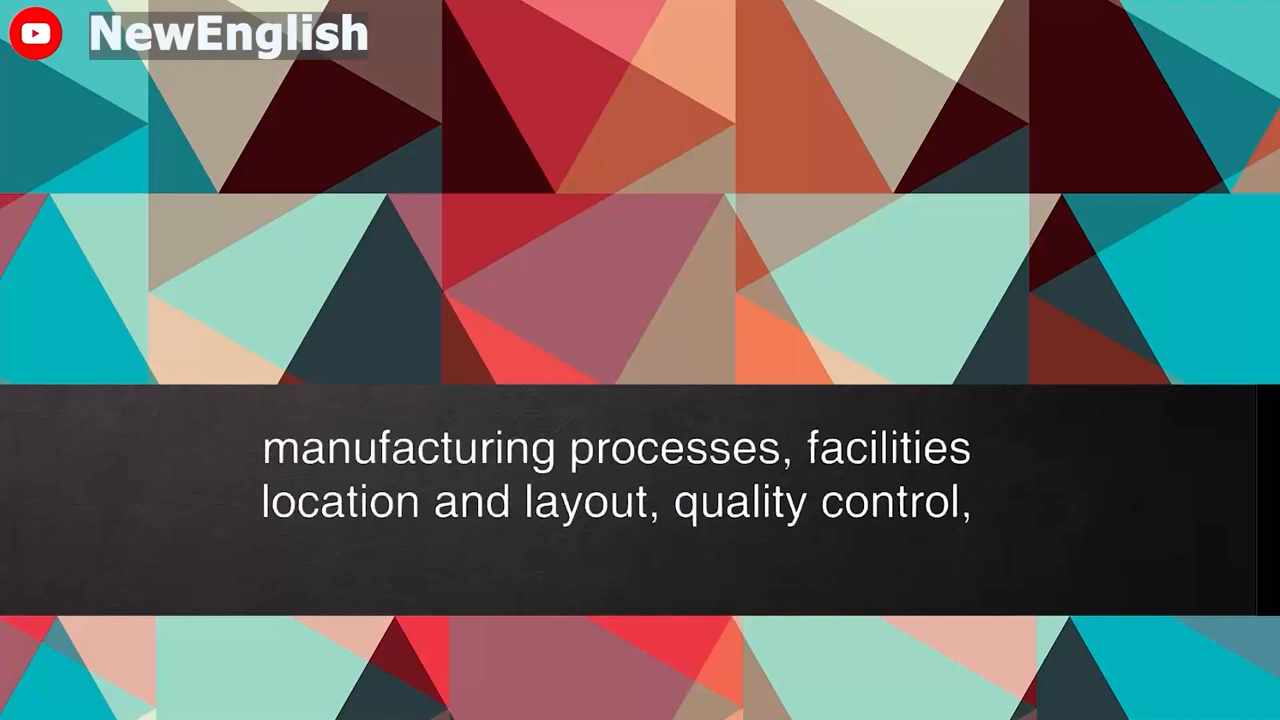 NewEnglish
manufacturing processes, facilities
location and layout, quality control,